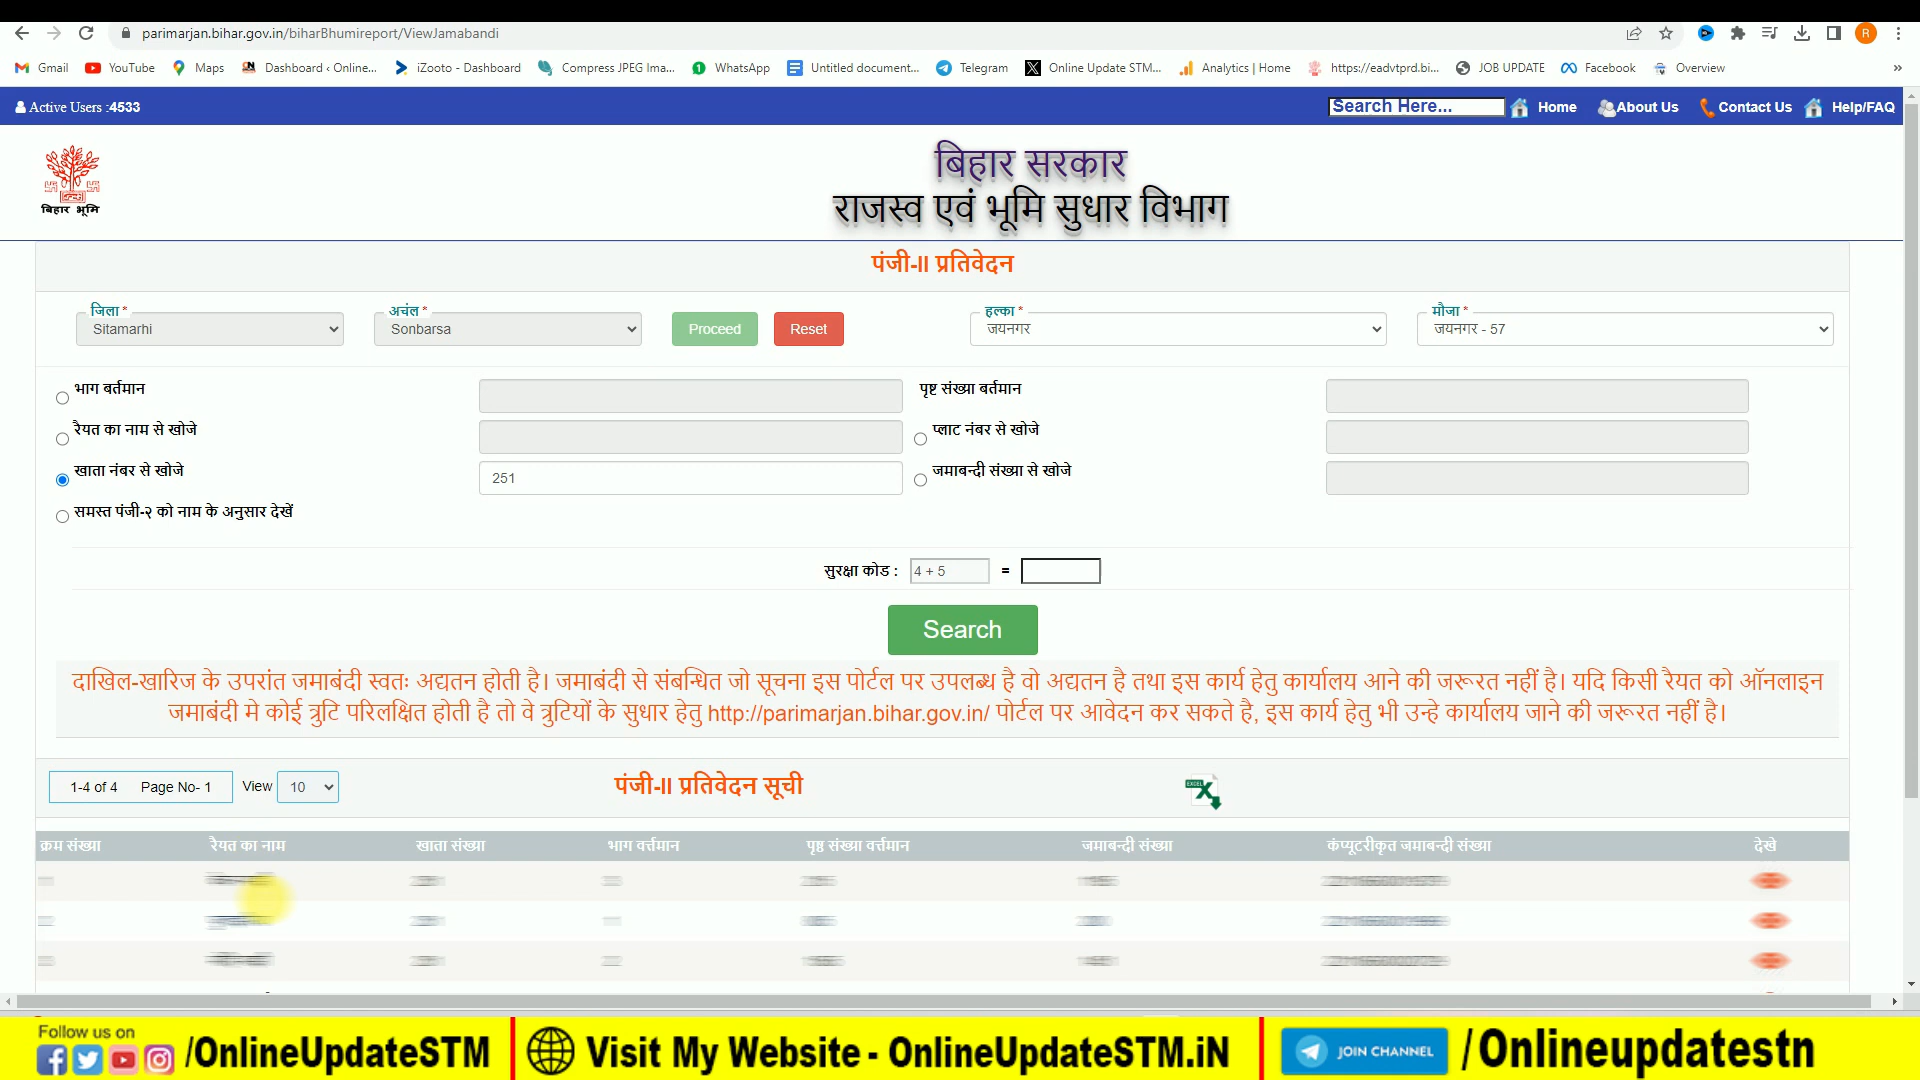 parimarjan.bihar.gov.in/biharBhumireport/ViewJamabandi
R
Gmail YouTube Maps Dashboard ‹ Online... iZooto - Dashboard Compress JPEG Ima... WhatsApp Untitled document... Telegram Online Update STM... Analytics | Home https://eadvtprd.bi... JOB UPDATE Facebook Overview »
Active Users :4533 Search Here... Home About Us Contact Us Help/FAQ
बिहार सरकार
राजस्व एवं भूमि सुधार विभाग
बिहार भूमि
पंजी-II प्रतिवेदन
जिला * अचंल * हल्का * मौजा *
Sitamarhi Sonbarsa Proceed Reset जयनगर जयनगर - 57
भाग बर्तमान पृष्ट संख्या बर्तमान
रैयत का नाम से खोजे प्लाट नंबर से खोजे
खाता नंबर से खोजे 251 जमाबन्दी संख्या से खोजे
समस्त पंजी-२ को नाम के अनुसार देखें
सुरक्षा कोड : 4 + 5 =
Search
दाखिल-खारिज के उपरांत जमाबंदी स्वतः अद्यतन होती है। जमाबंदी से संबन्धित जो सूचना इस पोर्टल पर उपलब्ध है वो अद्यतन है तथा इस कार्य हेतु कार्यालय आने की जरूरत नहीं है। यदि किसी रैयत को ऑनलाइन
जमाबंदी मे कोई त्रुटि परिलक्षित होती है तो वे त्रुटियों के सुधार हेतु http://parimarjan.bihar.gov.in/ पोर्टल पर आवेदन कर सकते है, इस कार्य हेतु भी उन्हे कार्यालय जाने की जरूरत नहीं है।
1-4 of 4 Page No- 1 View 10 पंजी-II प्रतिवेदन सूची EXCEL X
क्रम संख्या रैयत का नाम खाता संख्या भाग वर्त्तमान पृष्ठ संख्या वर्त्तमान जमाबन्दी संख्या कंप्यूटरीकृत जमाबन्दी संख्या देखे
Follow us on
/OnlineUpdateSTM Visit My Website - OnlineUpdateSTM.iN JOIN CHANNEL /Onlineupdatestn